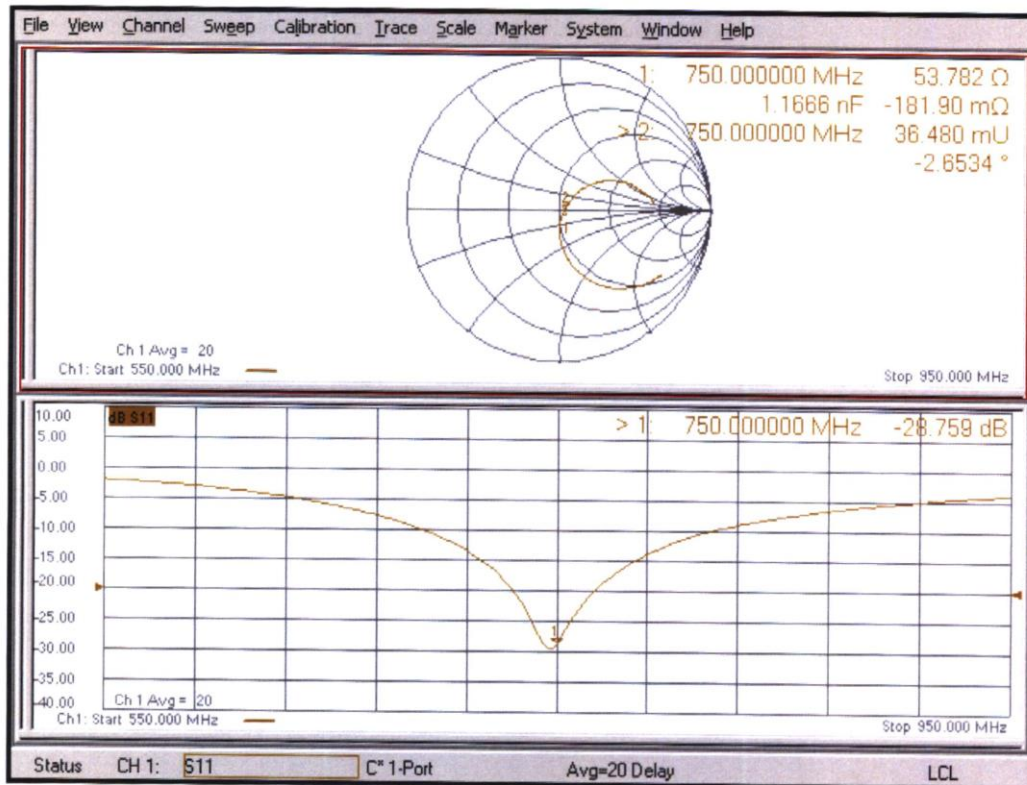 File View Channel Sweep Calibration Trace Scale Marker System Window Help
1: 750.000000 MHz 53.782 Ω
1.1666 nF -181.90 mΩ
> 2: 750.000000 MHz 36.480 mU
-2.6534 °
Ch 1 Avg = 20
Ch1: Start 550.000 MHz
Stop 950.000 MHz
10.00
dB S11
> 1: 750.000000 MHz -28.759 dB
5.00
0.00
-5.00
-10.00
-15.00
-20.00
-25.00
1
-30.00
-35.00
-40.00
Ch 1 Avg = 20
Ch1: Start 550.000 MHz
Stop 950.000 MHz
Status CH 1: S11 C* 1-Port Avg=20 Delay LCL